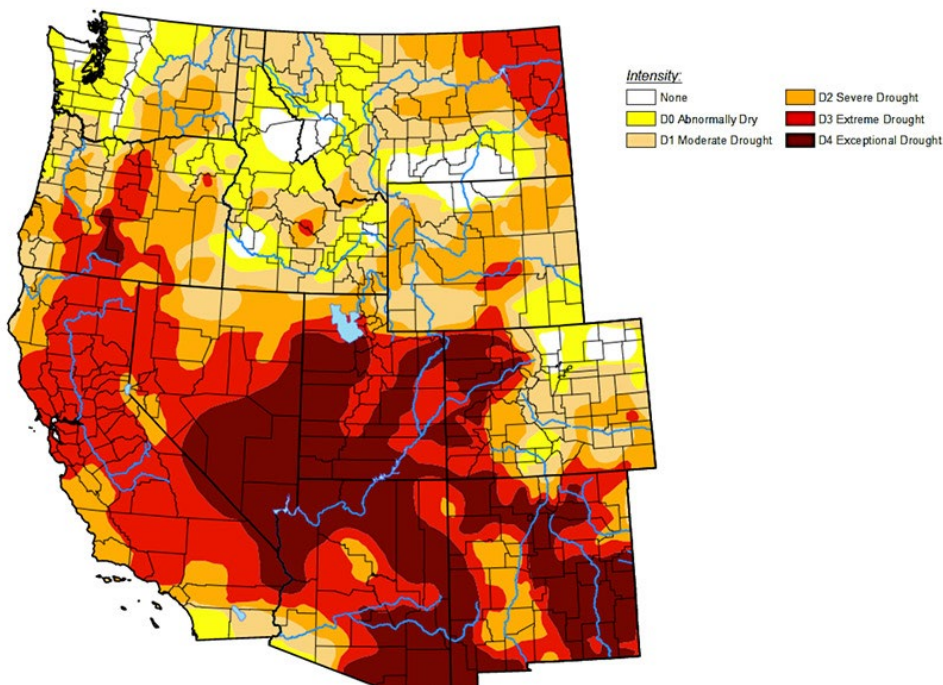 Intensity:
None
D0 Abnormally Dry
D1 Moderate Drought
D2 Severe Drought
D3 Extreme Drought
D4 Exceptional Drought